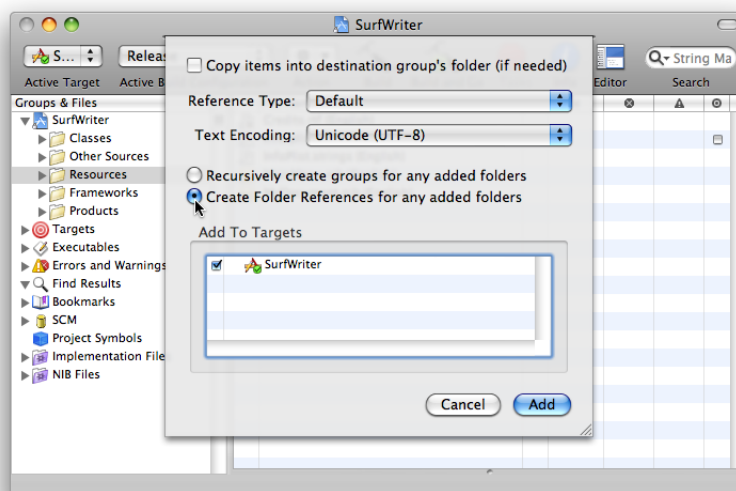 SurfWriter
S...
Releas
String Ma
Active Target
Active B
Editor
Search
Groups & Files
SurfWriter
Classes
Other Sources
Resources
Frameworks
Products
Targets
Executables
Errors and Warnings
Find Results
Bookmarks
SCM
Project Symbols
Implementation File
NIB Files
Copy items into destination group's folder (if needed)
Reference Type:
Default
Text Encoding:
Unicode (UTF-8)
Recursively create groups for any added folders
Create Folder References for any added folders
Add To Targets
SurfWriter
Cancel
Add